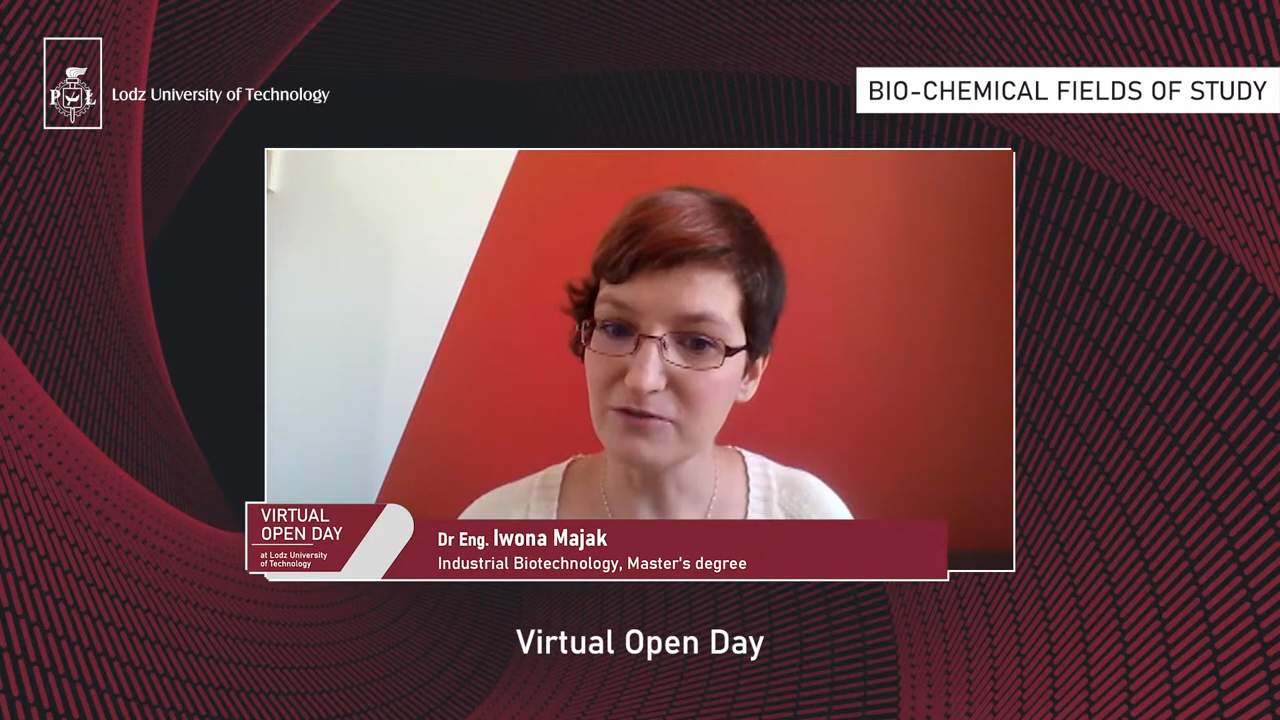 P Ł
Lodz University of Technology
BIO-CHEMICAL FIELDS OF STUDY
VIRTUAL
OPEN DAY
at Lodz University
of Technology
Dr Eng. Iwona Majak
Industrial Biotechnology, Master's degree
Virtual Open Day